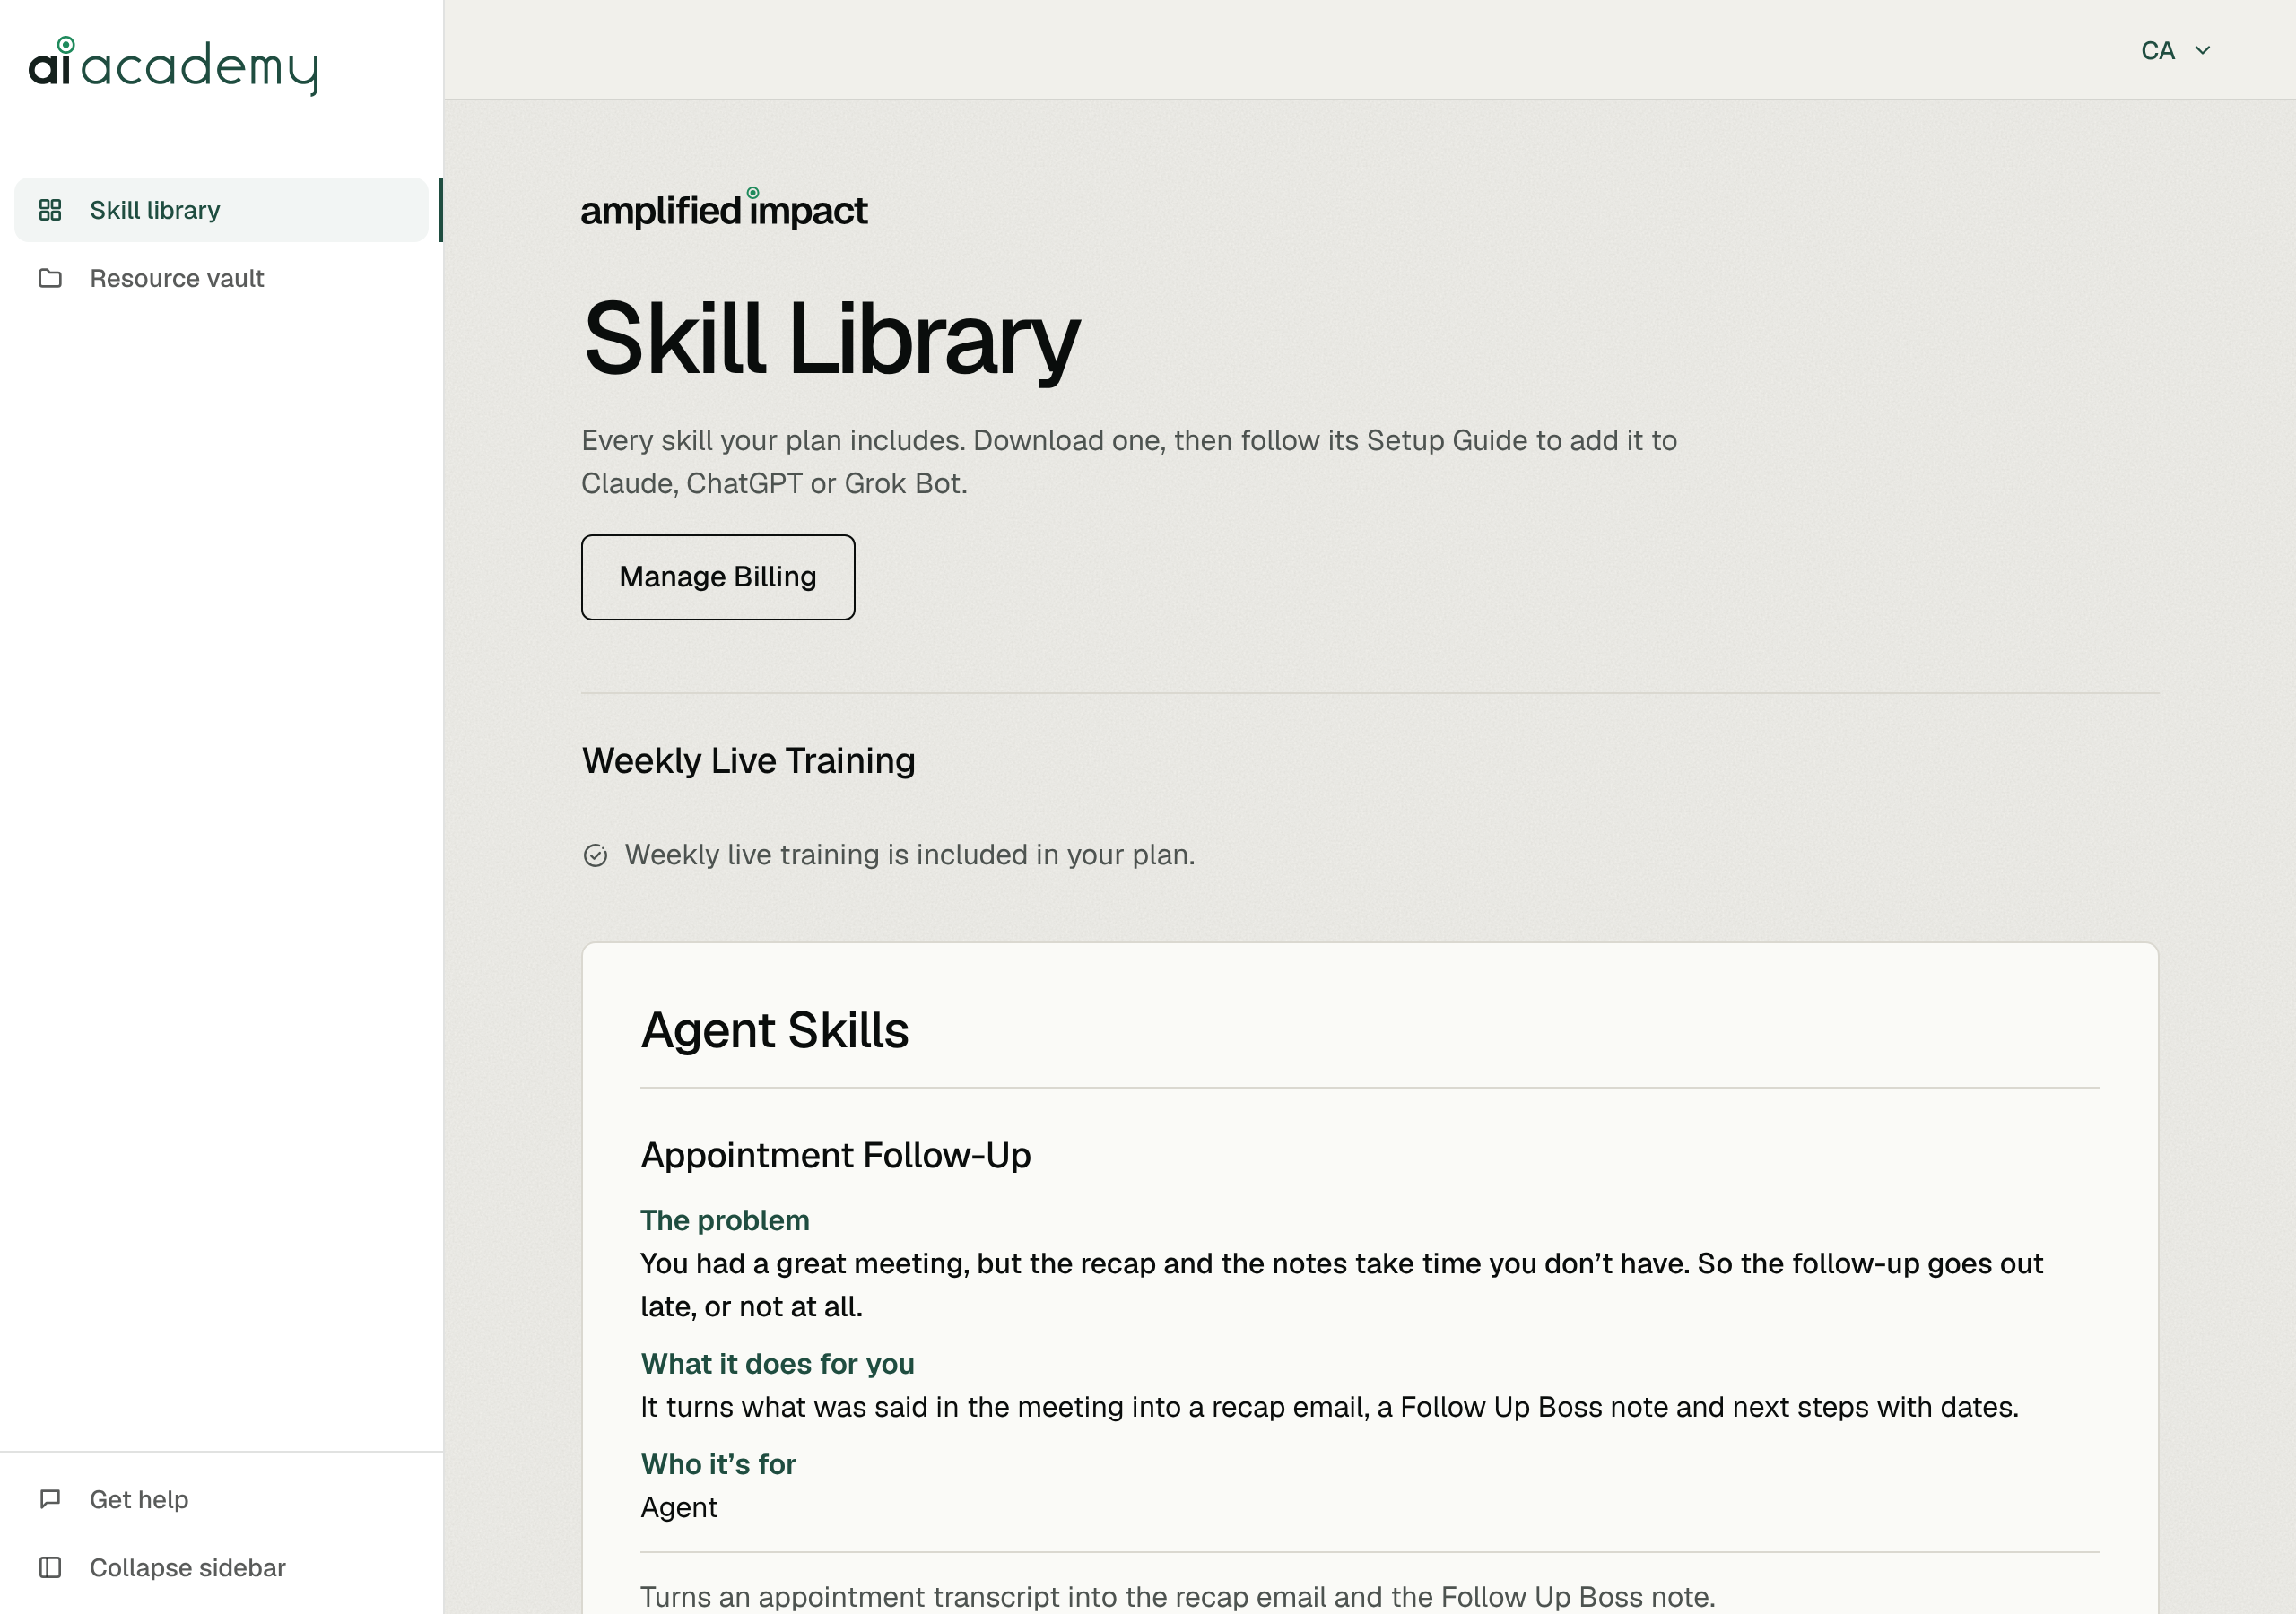 ai academy
CA
Skill library
Resource vault
amplified impact
Skill Library
Every skill your plan includes. Download one, then follow its Setup Guide to add it to
Claude, ChatGPT or Grok Bot.
Manage Billing
Weekly Live Training
Weekly live training is included in your plan.
Agent Skills
Appointment Follow-Up
The problem
You had a great meeting, but the recap and the notes take time you don’t have. So the follow-up goes out
late, or not at all.
What it does for you
It turns what was said in the meeting into a recap email, a Follow Up Boss note and next steps with dates.
Who it’s for
Agent
Turns an appointment transcript into the recap email and the Follow Up Boss note.
Get help
Collapse sidebar